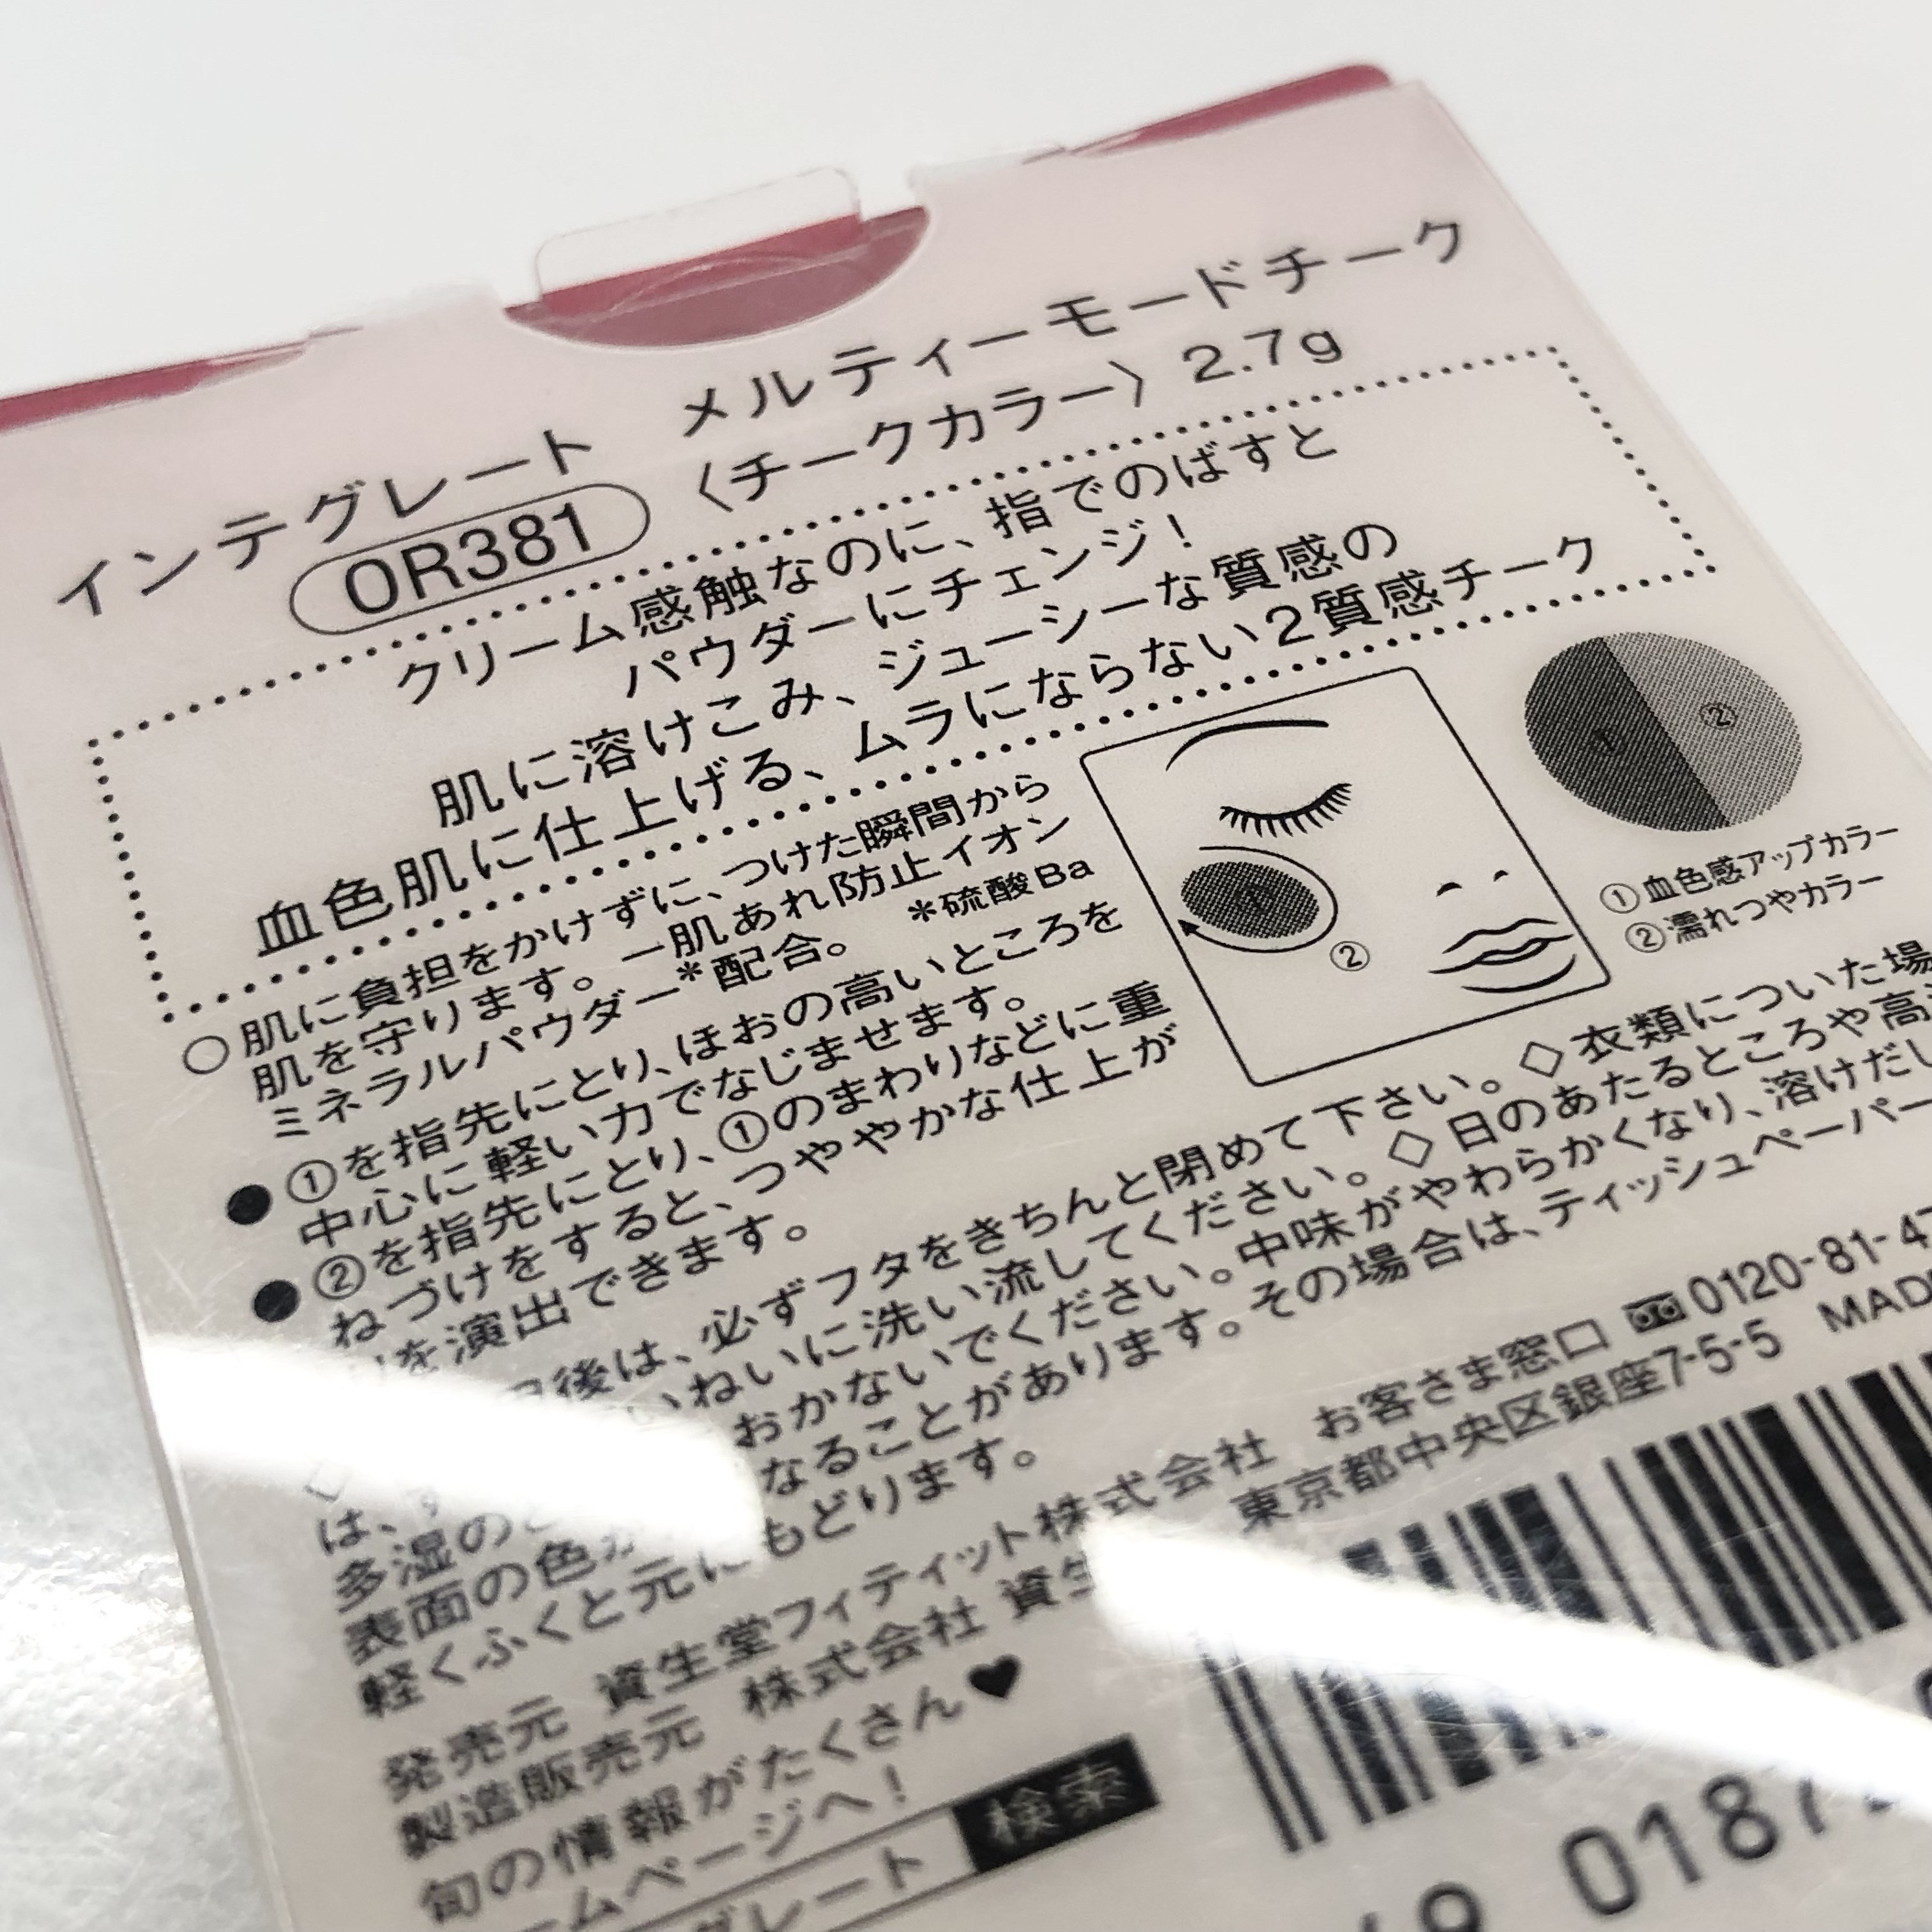 インテグレート　メルティーモードチーク
OR381 〈チークカラー〉2.7g
クリーム感触なのに、指でのばすと
パウダーにチェンジ！
肌に溶けこみ、ジューシーな質感の
血色肌に仕上げる、ムラにならない2質感チーク
○肌に負担をかけずに、つけた瞬間から
肌を守ります。－肌あれ防止イオン
ミネラルパウダー*配合。 *硫酸Ba
●①を指先にとり、ほおの高いところを
中心に軽い力でなじませます。
●②を指先にとり、①のまわりなどに重
ねづけをすると、つややかな仕上が
りを演出できます。
① ②
① ②
①血色感アップカラー
②濡れつやカラー
後は、必ずフタをきちんと閉めて下さい。◇衣類についた場
は、 いねいに洗い流してください。◇日のあたるところや高
多湿の おかないでください。中味がやわらかくなり、溶けだし
表面の色が なることがあります。その場合は、ティッシュペーパー
軽くふくと元にもどります。
発売元 資生堂フィティット株式会社 お客さま窓口 0120-81-47
製造販売元 株式会社 資生 東京都中央区銀座7-5-5 MADE
旬の情報がたくさん♥
ームページへ！
グレート 検索
49 0187